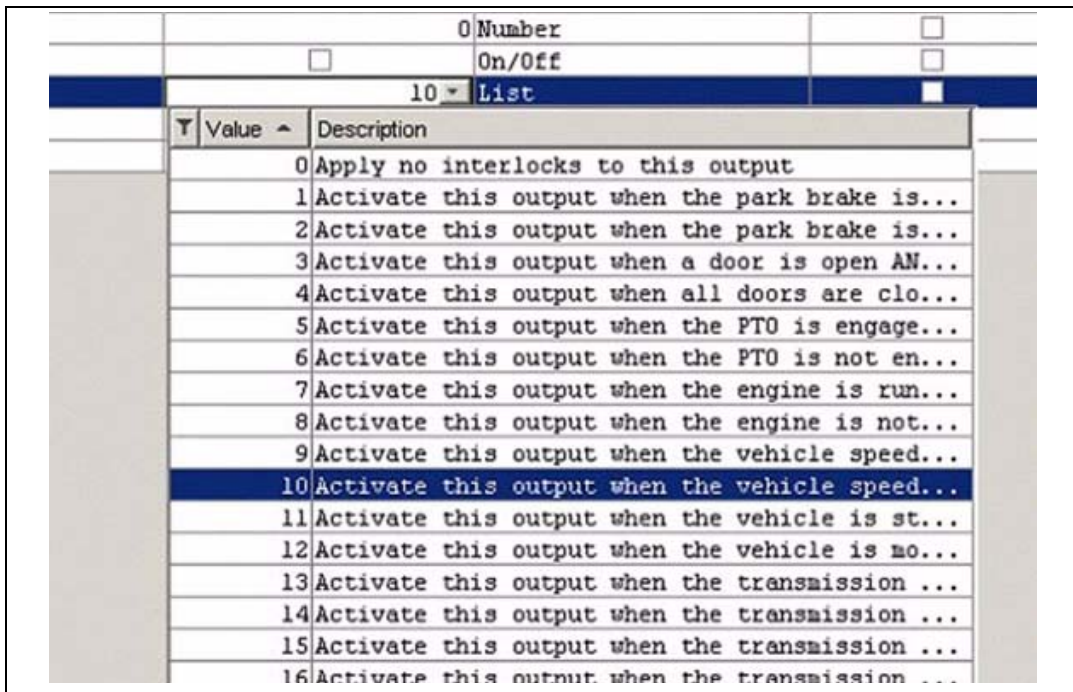 0 Number
On/Off
10 List
Value Description
0 Apply no interlocks to this output
1 Activate this output when the park brake is...
2 Activate this output when the park brake is...
3 Activate this output when a door is open AN...
4 Activate this output when all doors are clo...
5 Activate this output when the PTO is engage...
6 Activate this output when the PTO is not en...
7 Activate this output when the engine is run...
8 Activate this output when the engine is not...
9 Activate this output when the vehicle speed...
10 Activate this output when the vehicle speed...
11 Activate this output when the vehicle is st...
12 Activate this output when the vehicle is mo...
13 Activate this output when the transmission ...
14 Activate this output when the transmission ...
15 Activate this output when the transmission ...
16 Activate this output when the transmission ...